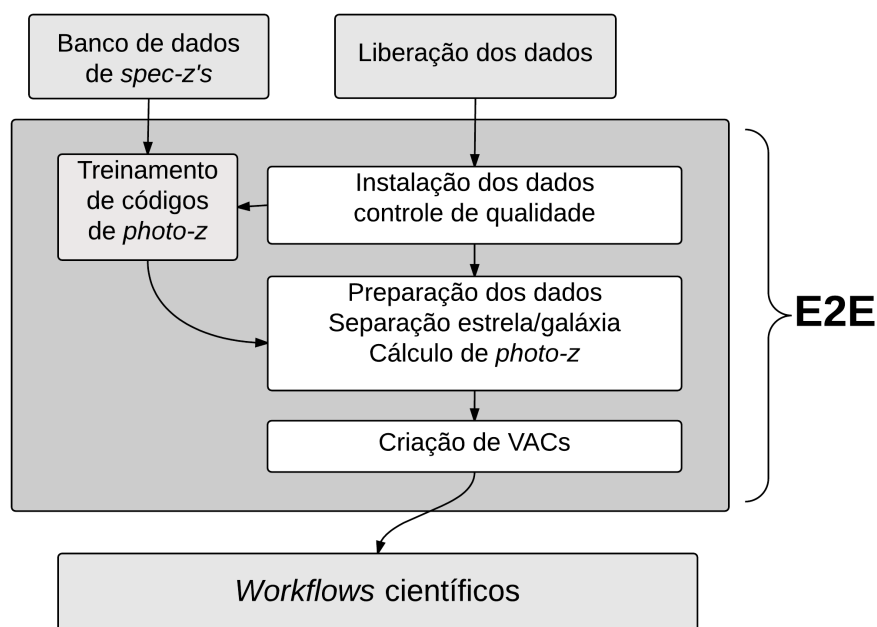 Banco de dados
de spec-z's
Liberação dos dados
Treinamento
de códigos
de photo-z
Instalação dos dados
controle de qualidade
Preparação dos dados
Separação estrela/galáxia
Cálculo de photo-z
Criação de VACs
E2E
Workflows científicos